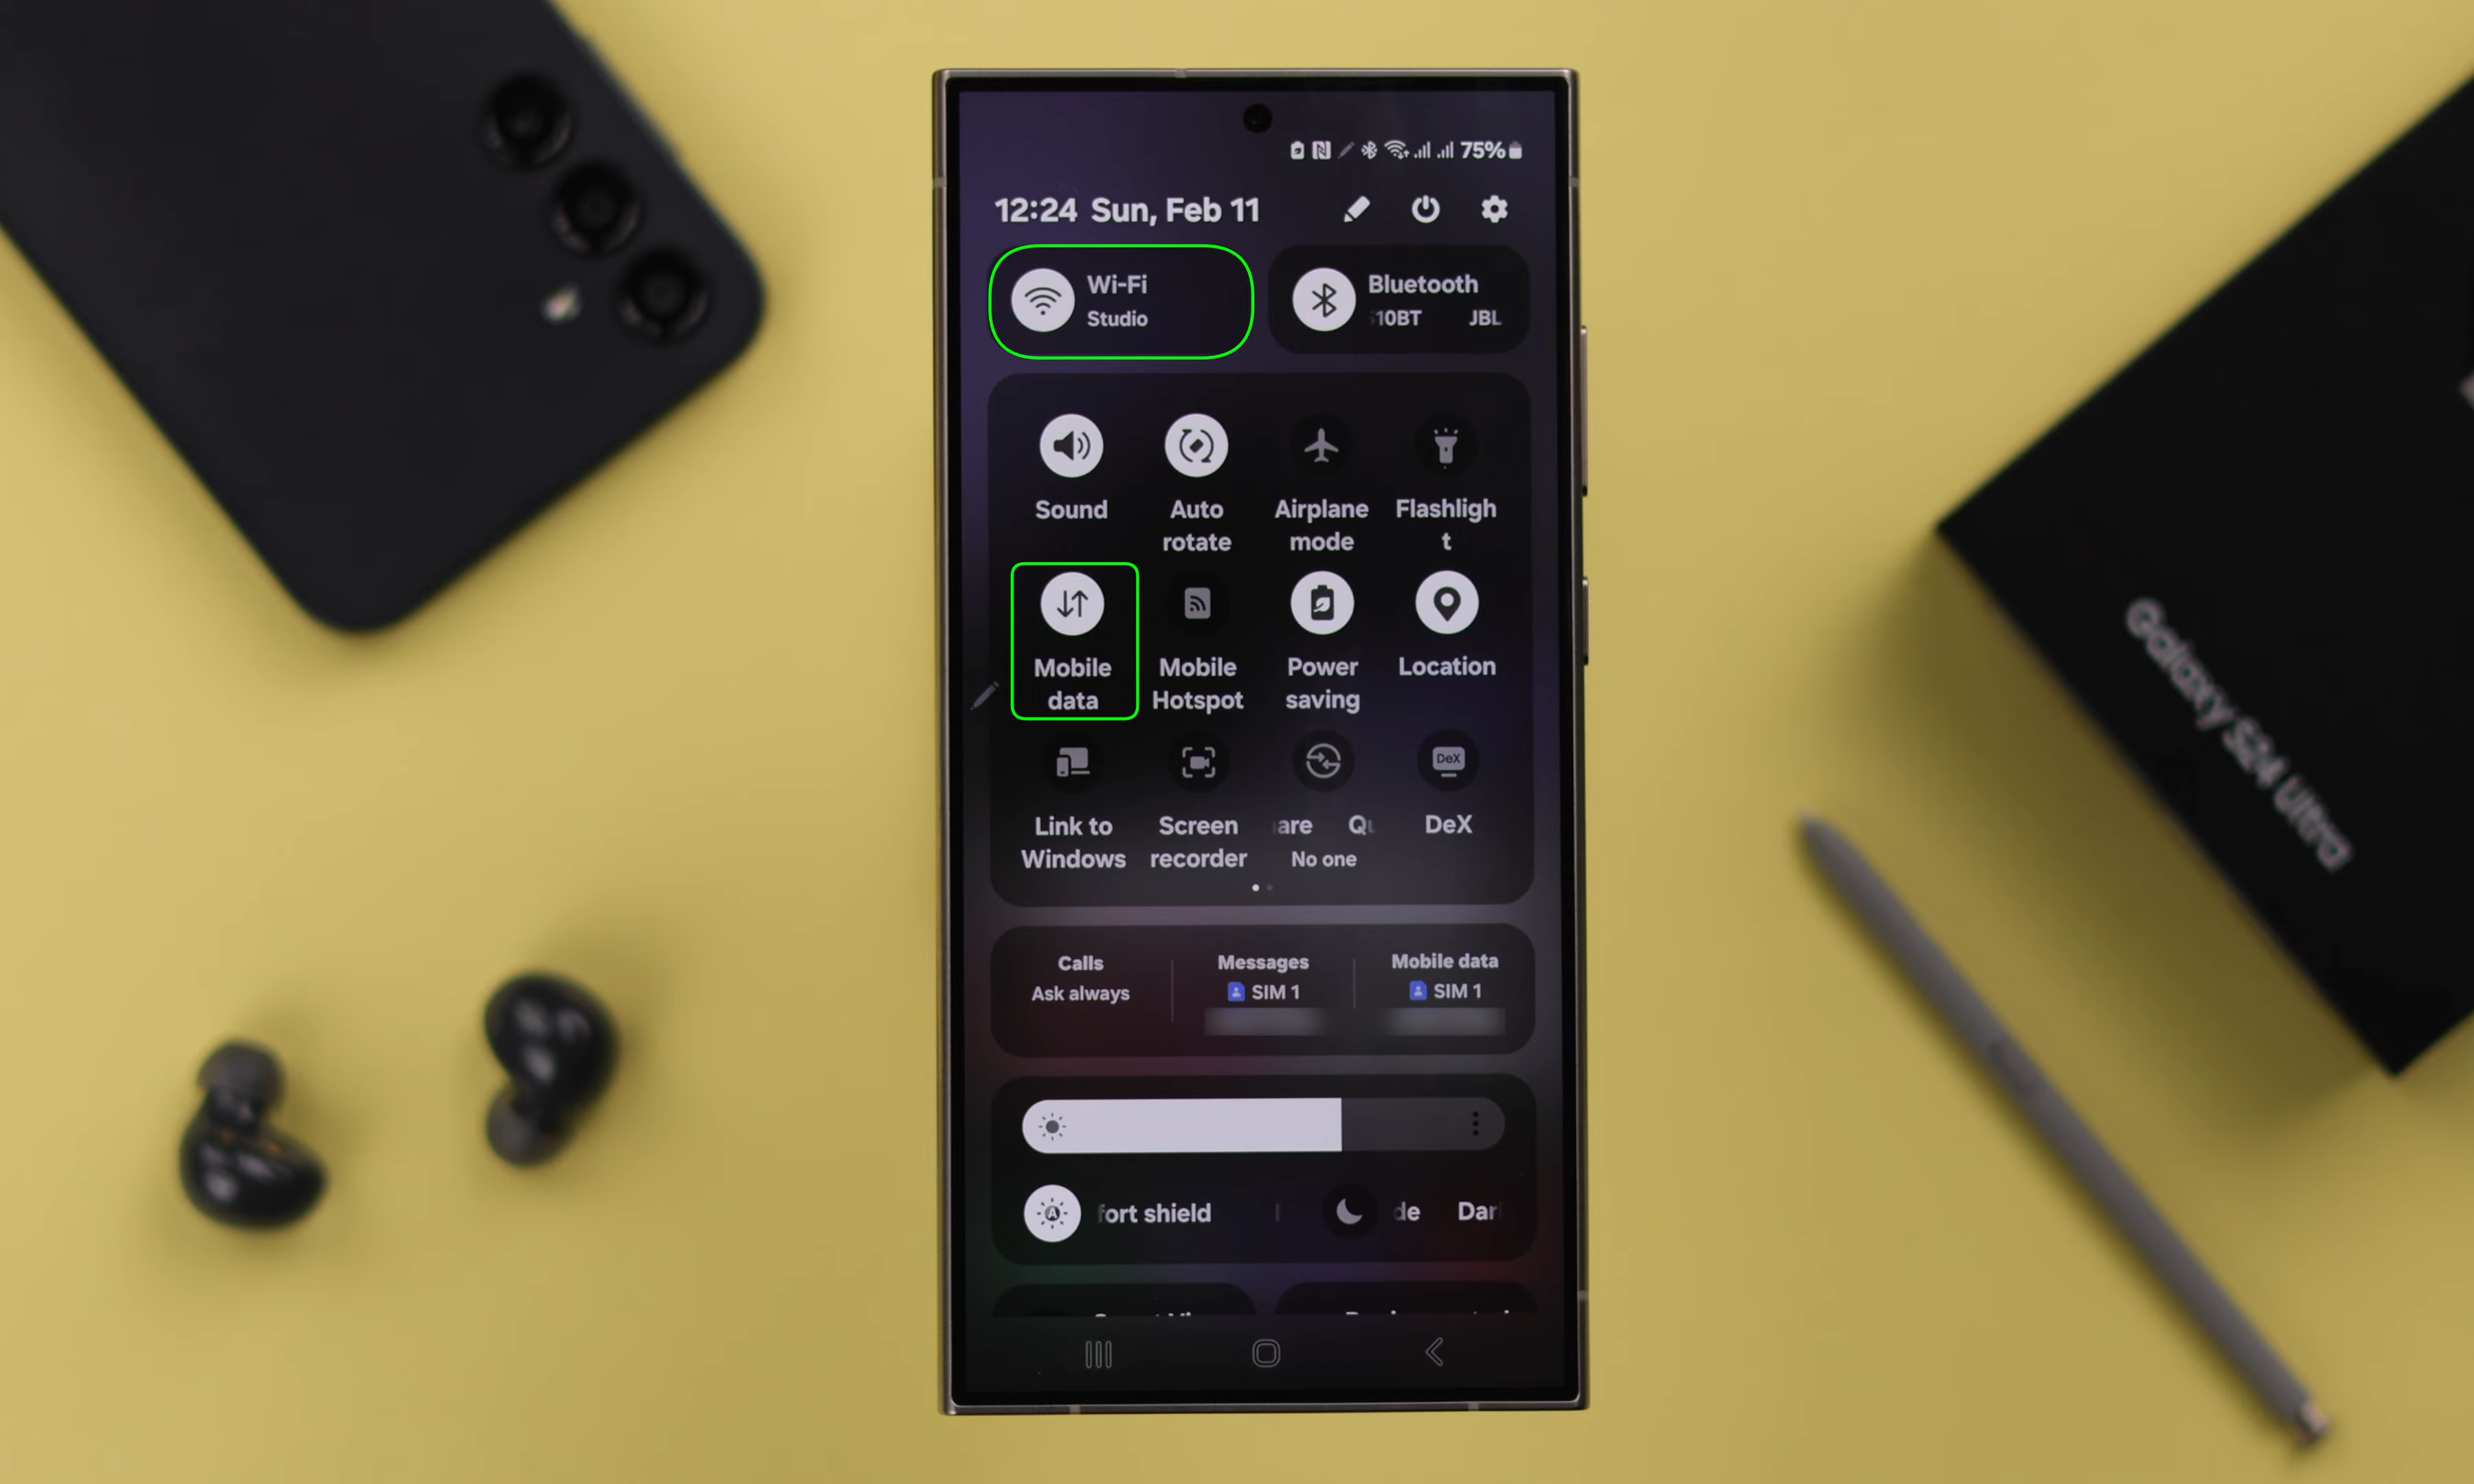 75%
12:24 Sun, Feb 11
Wi-Fi
Studio
Bluetooth
10BT JBL
Sound
Auto
rotate
Airplane
mode
Flashligh
t
Mobile
data
Mobile
Hotspot
Power
saving
Location
Link to
Windows
Screen
recorder
are Qu
No one
DeX
DeX
Calls
Ask always
Messages
SIM 1
Mobile data
SIM 1
A
fort shield
de Dar
Galaxy S24 Ultra